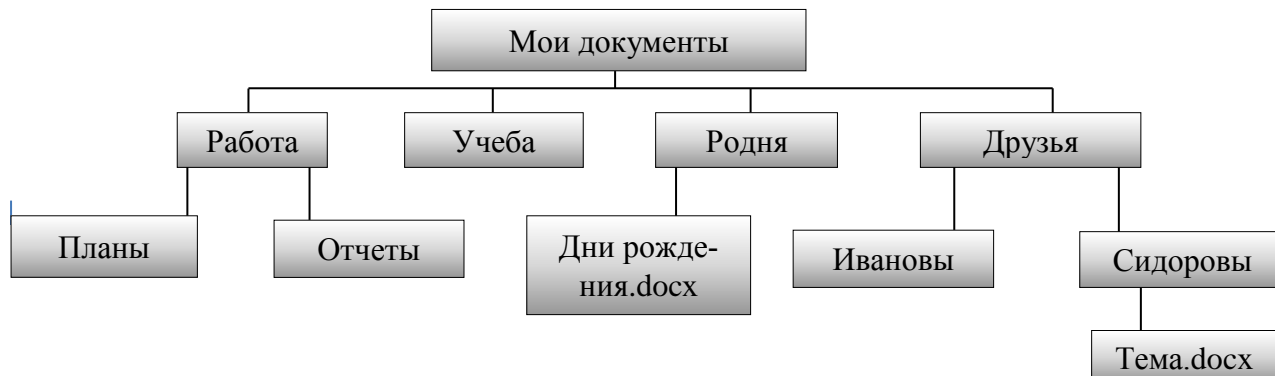 Мои документы
Работа
Учеба
Родня
Друзья
Планы
Отчеты
Дни рожде-
ния.docx
Ивановы
Сидоровы
Тема.docx